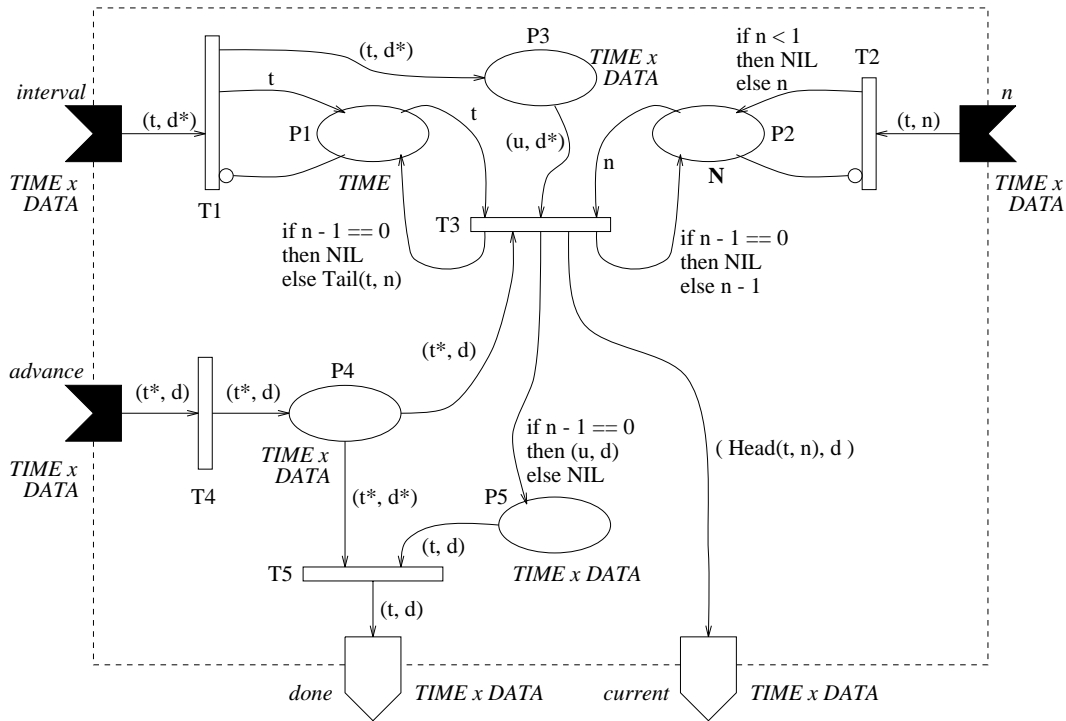 P3
(t, d*)
TIME x
DATA
if n < 1
then NIL
else n
T2
interval
t
n
(t, d*)
P1
t
(u, d*)
n
P2
(t, n)
TIME x
DATA
TIME
N
TIME x
DATA
T1
T3
if n - 1 == 0
then NIL
else Tail(t, n)
if n - 1 == 0
then NIL
else n - 1
advance
(t*, d)
(t*, d)
P4
(t*, d)
TIME x
DATA
T4
TIME x
DATA
if n - 1 == 0
then (u, d)
else NIL
( Head(t, n), d )
(t*, d*)
P5
(t, d)
T5
TIME x DATA
(t, d)
done
TIME x DATA
current
TIME x DATA